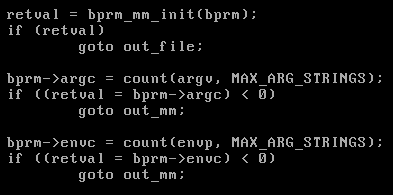 retval = bprm_mm_init(bprm);
if (retval)
        goto out_file;

bprm->argc = count(argv, MAX_ARG_STRINGS);
if ((retval = bprm->argc) < 0)
        goto out_mm;

bprm->envc = count(envp, MAX_ARG_STRINGS);
if ((retval = bprm->envc) < 0)
        goto out_mm;